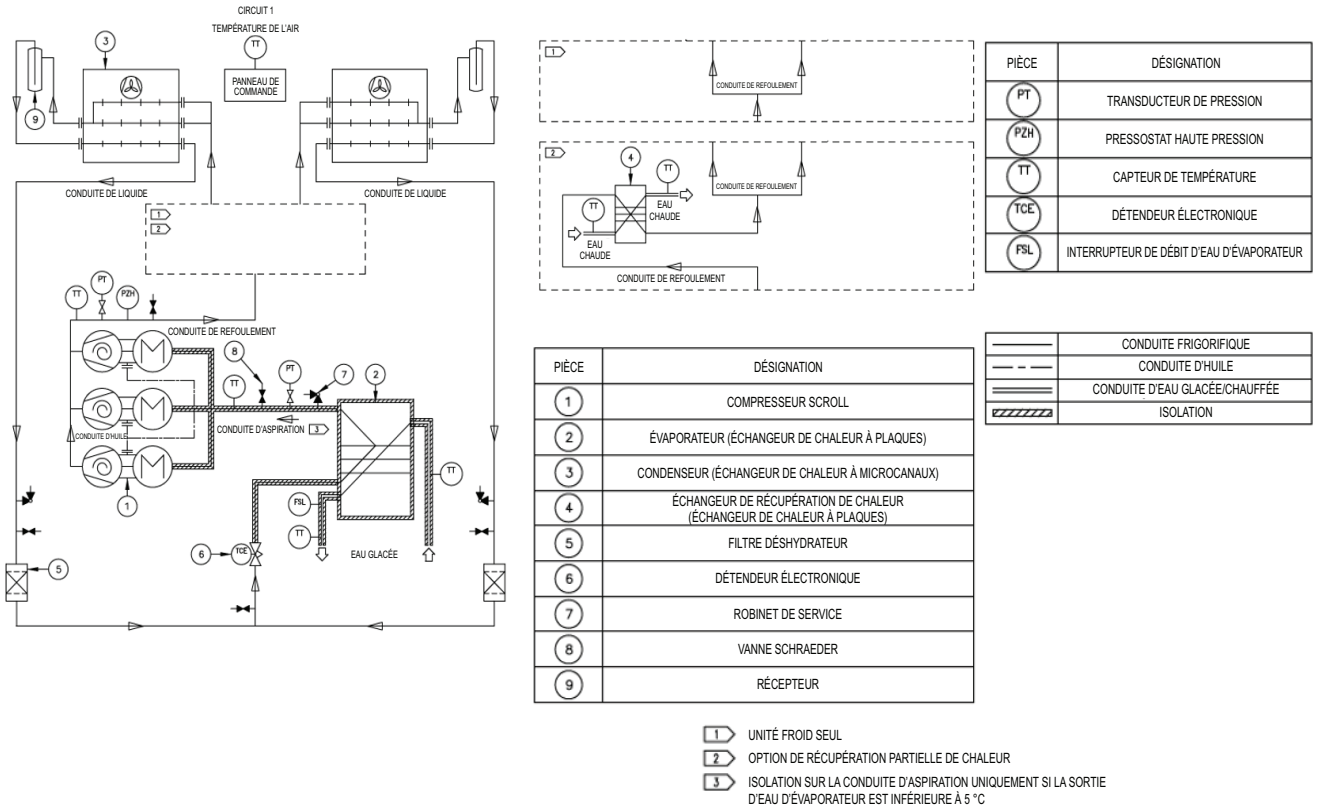 CIRCUIT 1
TEMPÉRATURE DE L'AIR
TT
PANNEAU DE
COMMANDE
3
9
CONDUITE DE LIQUIDE
CONDUITE DE LIQUIDE
1
2
TT
PT
PZH
CONDUITE DE REFOULEMENT
M
M
M
CONDUITE D'HUILE
1
8
TT
PT
7
2
CONDUITE D'ASPIRATION
3
TT
FSL
TT
EAU GLACÉE
6
TCE
5
1
CONDUITE DE REFOULEMENT
2
4
TT
TT
EAU
CHAUDE
EAU
CHAUDE
CONDUITE DE REFOULEMENT
CONDUITE DE REFOULEMENT
PIÈCE DÉSIGNATION
PT TRANSDUCTEUR DE PRESSION
PZH PRESSOSTAT HAUTE PRESSION
TT CAPTEUR DE TEMPÉRATURE
TCE DÉTENDEUR ÉLECTRONIQUE
FSL INTERRUPTEUR DE DÉBIT D'EAU D'ÉVAPORATEUR
CONDUITE FRIGORIFIQUE
CONDUITE D'HUILE
CONDUITE D'EAU GLACÉE/CHAUFFÉE
ISOLATION
PIÈCE DÉSIGNATION
1 COMPRESSEUR SCROLL
2 ÉVAPORATEUR (ÉCHANGEUR DE CHALEUR À PLAQUES)
3 CONDENSEUR (ÉCHANGEUR DE CHALEUR À MICROCANAUX)
4 ÉCHANGEUR DE RÉCUPÉRATION DE CHALEUR
(ÉCHANGEUR DE CHALEUR À PLAQUES)
5 FILTRE DÉSHYDRATEUR
6 DÉTENDEUR ÉLECTRONIQUE
7 ROBINET DE SERVICE
8 VANNE SCHRAEDER
9 RÉCEPTEUR
1 UNITÉ FROID SEUL
2 OPTION DE RÉCUPÉRATION PARTIELLE DE CHALEUR
3 ISOLATION SUR LA CONDUITE D'ASPIRATION UNIQUEMENT SI LA SORTIE
D'EAU D'ÉVAPORATEUR EST INFÉRIEURE À 5 °C